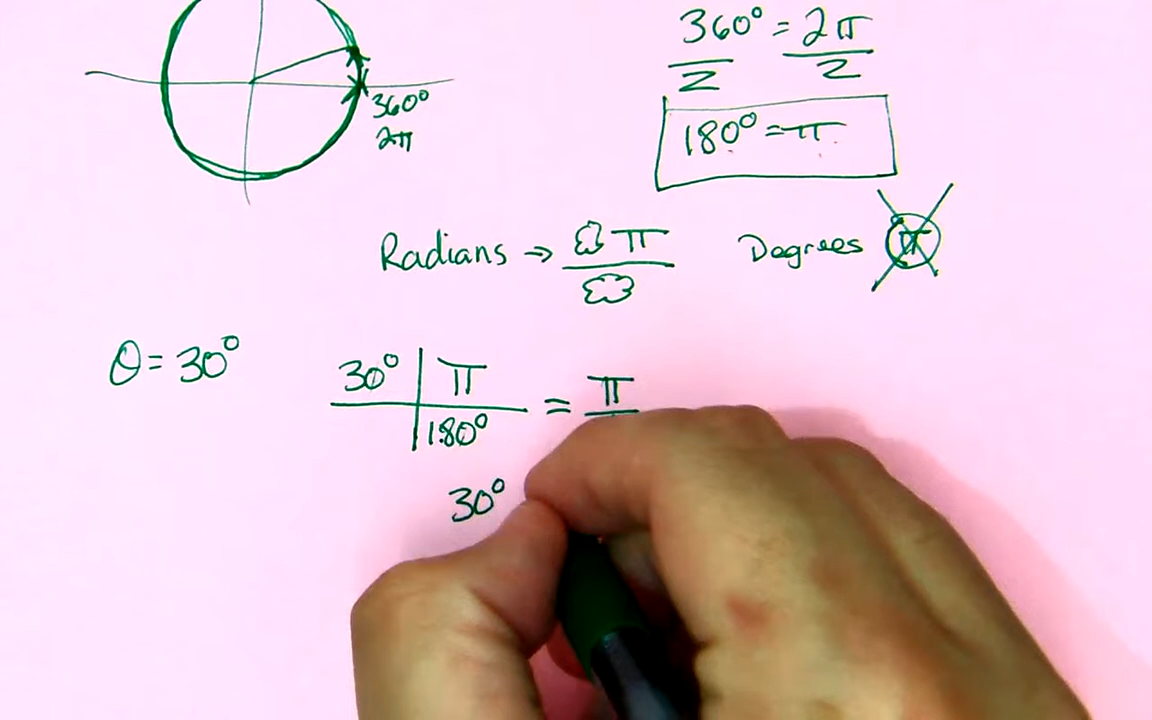 360°
2π
360° = 2π
2 2
180° = π
Radians → π
Degrees π
θ = 30°
30° | π = π
180°
30°